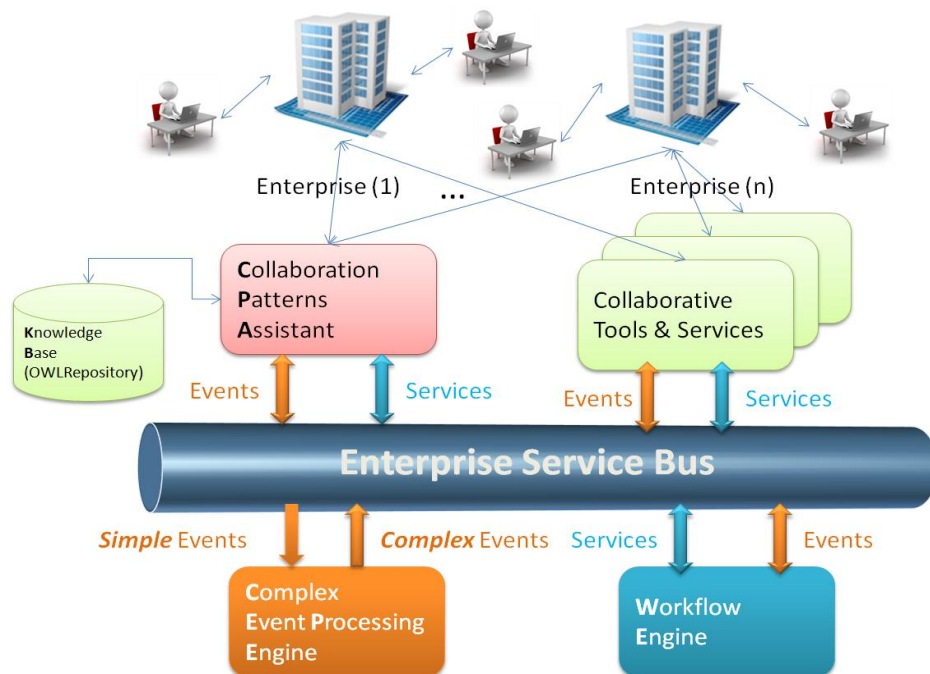 Enterprise (1)
...
Enterprise (n)
Collaboration
Patterns
Assistant
Collaborative
Tools & Services
Knowledge
Base
(OWLRepository)
Events
Services
Events
Services
Enterprise Service Bus
Simple Events
Complex Events
Services
Events
Complex
Event Processing
Engine
Workflow
Engine